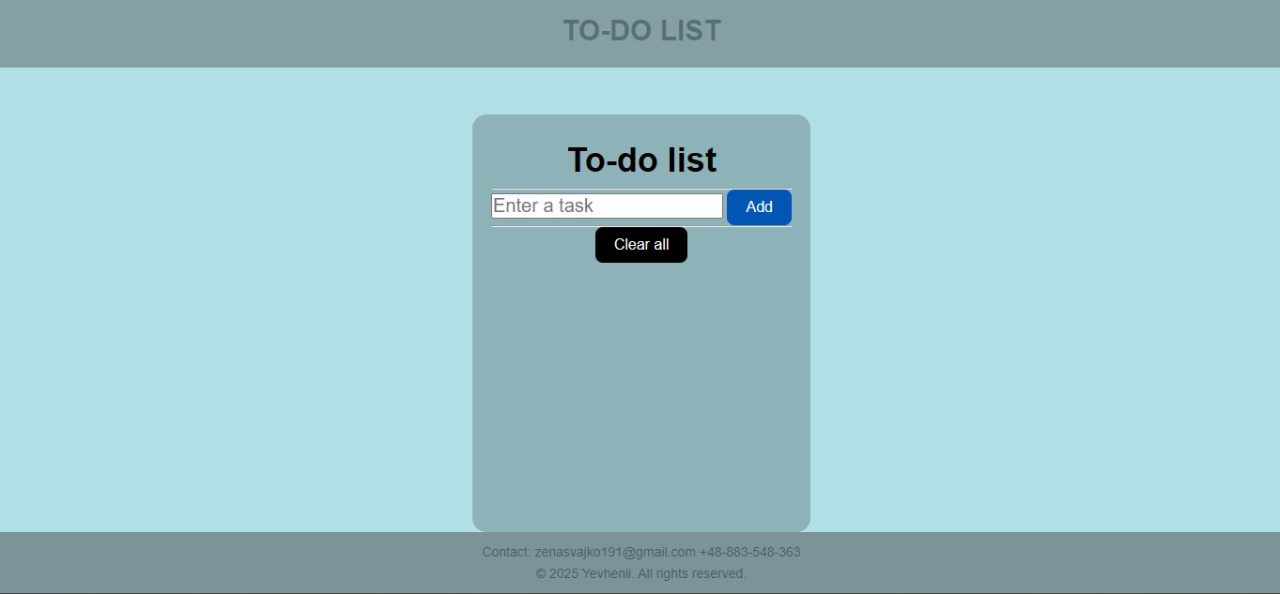 TO-DO LIST
To-do list
Enter a task Add
Clear all
Contact: zenasvajko191@gmail.com +48-883-548-363
© 2025 Yevhenii. All rights reserved.